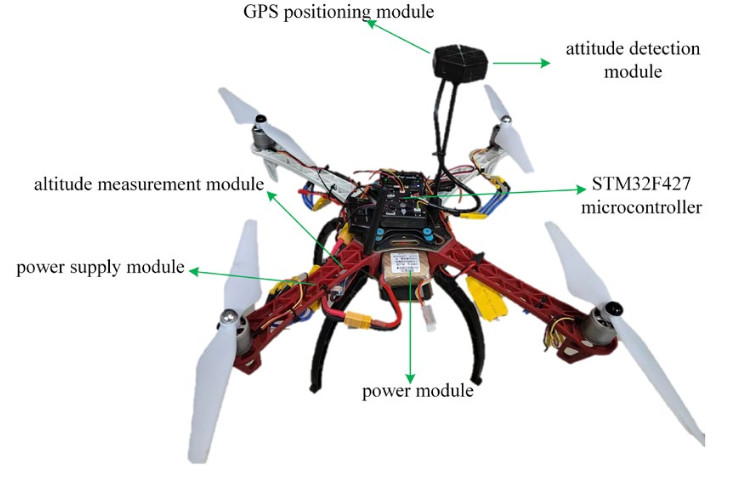 GPS positioning module
attitude detection
module
altitude measurement module
STM32F427
microcontroller
power supply module
power module